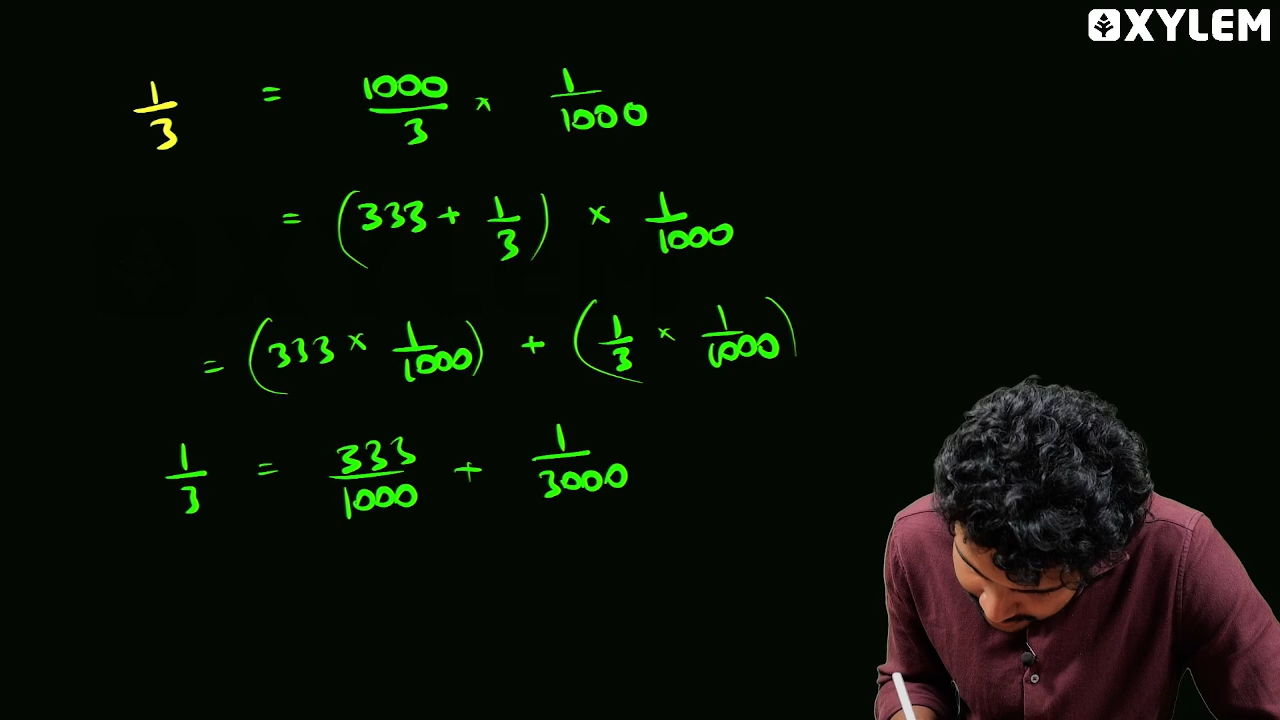 XYLEM
1/3 = 1000/3 × 1/1000
= (333 + 1/3) × 1/1000
= (333 × 1/1000) + (1/3 × 1/1000)
1/3 = 333/1000 + 1/3000